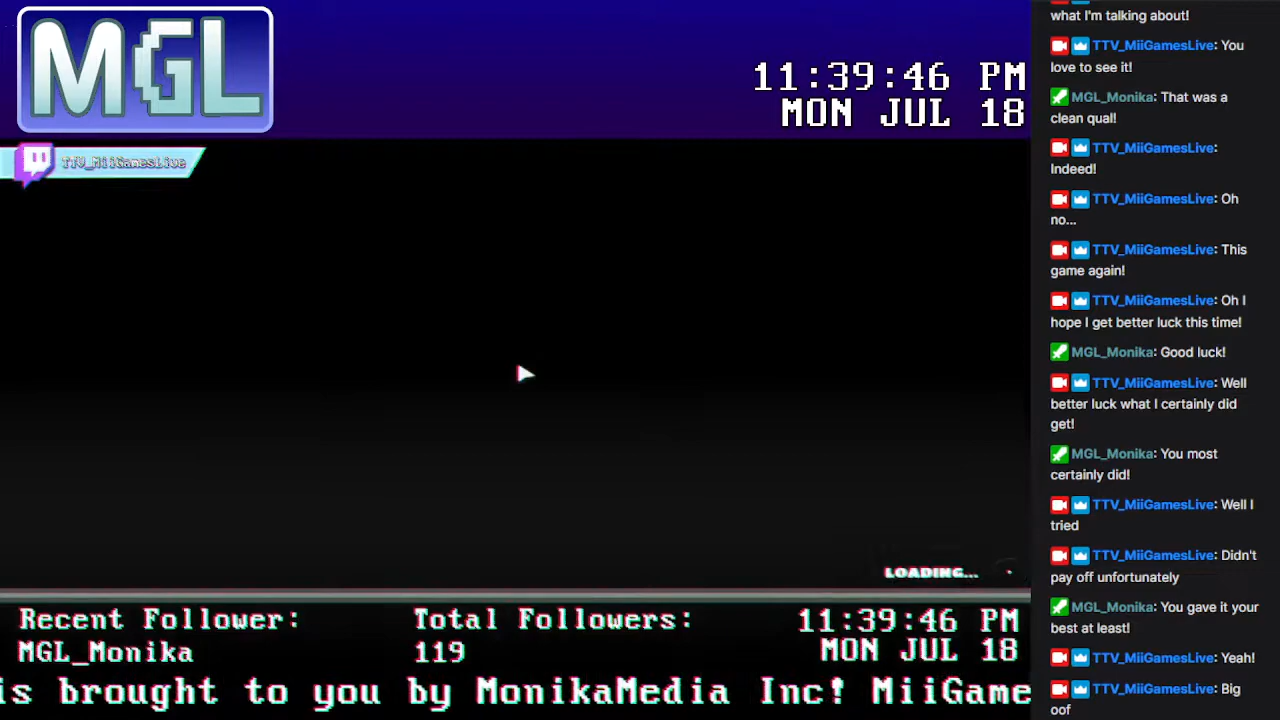 MGL
11:39:46 PM
MON JUL 18
TTV_MiiGamesLive
LOADING...
Recent Follower:
MGL_Monika
Total Followers:
119
11:39:46 PM
MON JUL 18
is brought to you by MonikaMedia Inc! MiiGame
what I'm talking about!
TTV_MiiGamesLive: You
love to see it!
MGL_Monika: That was a
clean qual!
TTV_MiiGamesLive:
Indeed!
TTV_MiiGamesLive: Oh
no...
TTV_MiiGamesLive: This
game again!
TTV_MiiGamesLive: Oh I
hope I get better luck this time!
MGL_Monika: Good luck!
TTV_MiiGamesLive: Well
better luck what I certainly did
get!
MGL_Monika: You most
certainly did!
TTV_MiiGamesLive: Well I
tried
TTV_MiiGamesLive: Didn't
pay off unfortunately
MGL_Monika: You gave it your
best at least!
TTV_MiiGamesLive: Yeah!
TTV_MiiGamesLive: Big
oof